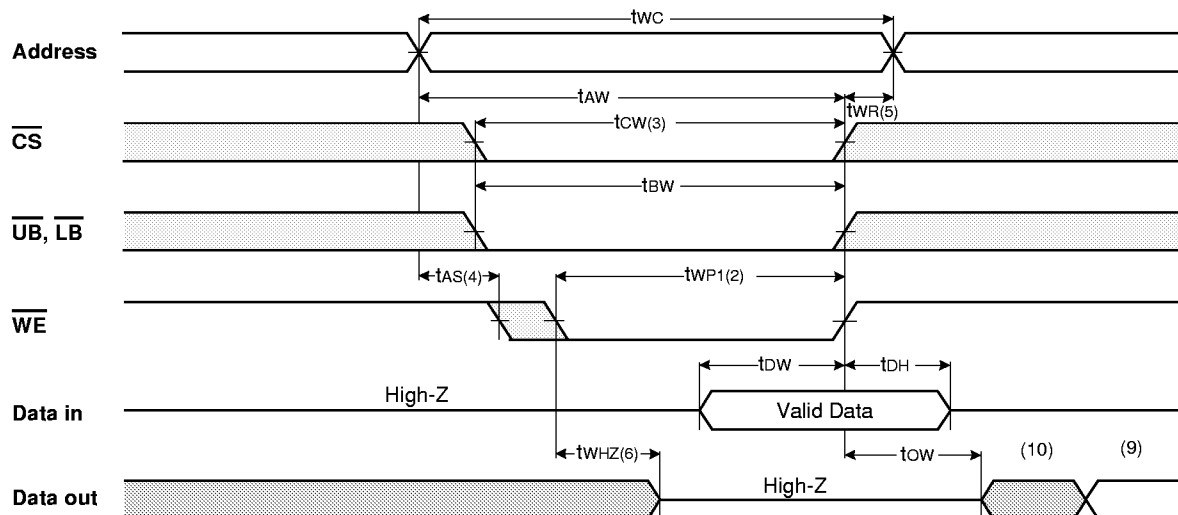 tWC
Address
tAW
tWR(5)
tCW(3)
CS
tBW
UB, LB
tAS(4)
tWP1(2)
WE
tDW
tDH
High-Z
Data in
Valid Data
tWHZ(6)
tOW
(10)
(9)
High-Z
Data out